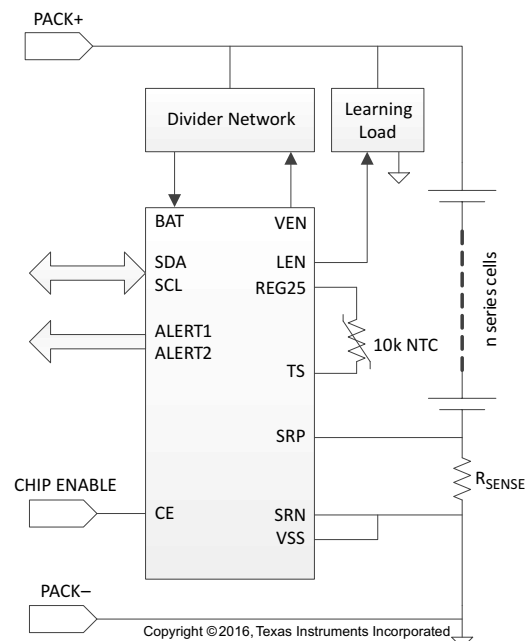 PACK+
Divider Network
Learning
Load
BAT
VEN
SDA
LEN
SCL
REG25
ALERT1
ALERT2
10k NTC
TS
n series cells
SRP
RSENSE
CHIP ENABLE
CE
SRN
VSS
PACK–
Copyright © 2016, Texas Instruments Incorporated